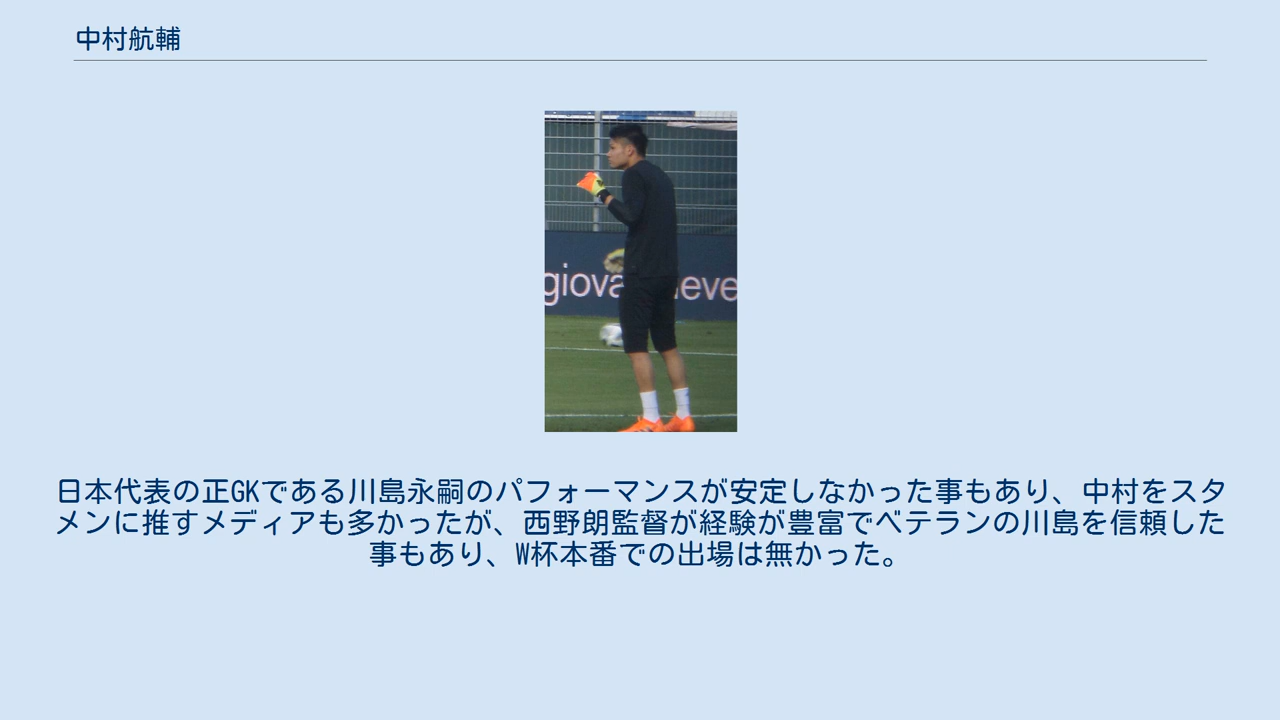 中村航輔
giova
leve
日本代表の正GKである川島永嗣のパフォーマンスが安定しなかった事もあり、中村をスタ
メンに推すメディアも多かったが、西野朗監督が経験が豊富でベテランの川島を信頼した
事もあり、W杯本番での出場は無かった。